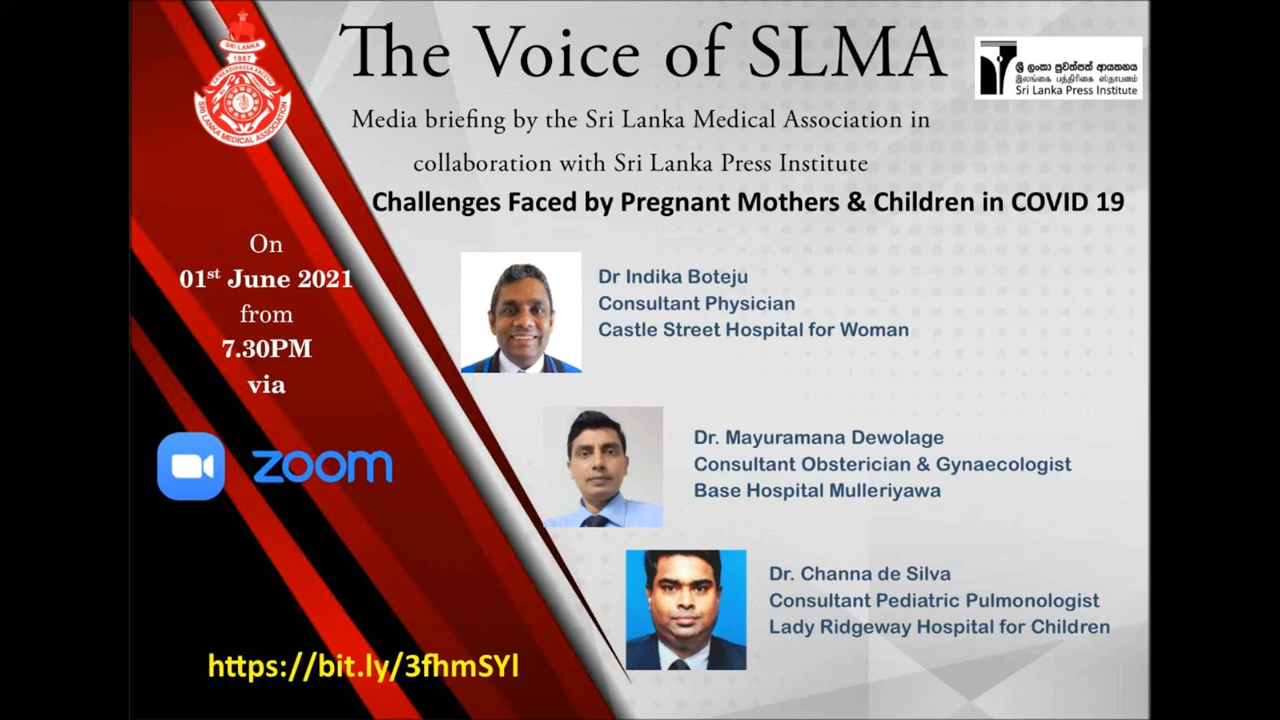 SRI LANKA
1887
SRI LANKA MEDICAL ASSOCIATION
The Voice of SLMA
ශ්‍රී ලංකා පුවත්පත් ආයතනය
இலங்கை பத்திரிகை ஸ்தாபனம்
Sri Lanka Press Institute
Media briefing by the Sri Lanka Medical Association in
collaboration with Sri Lanka Press Institute
Challenges Faced by Pregnant Mothers & Children in COVID 19
On
01st June 2021
from
7.30PM
via
zoom
https://bit.ly/3fhmSYl
Dr Indika Boteju
Consultant Physician
Castle Street Hospital for Woman
Dr. Mayuramana Dewolage
Consultant Obsterician & Gynaecologist
Base Hospital Mulleriyawa
Dr. Channa de Silva
Consultant Pediatric Pulmonologist
Lady Ridgeway Hospital for Children